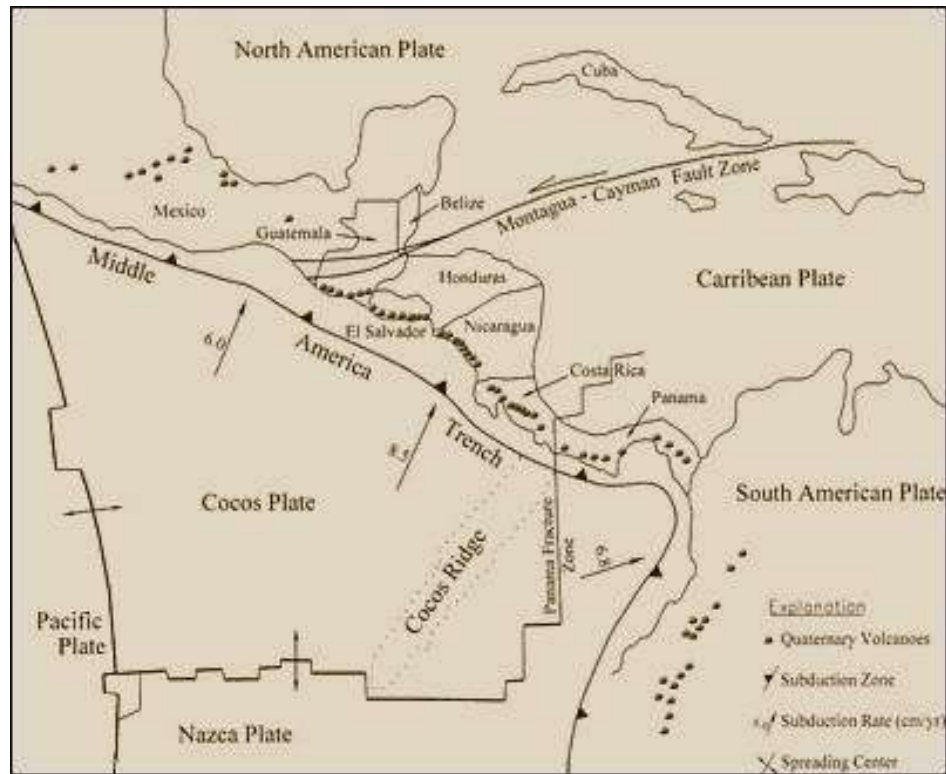 North American Plate
Cuba
Montagua - Cayman Fault Zone
Mexico
Belize
Guatemala
Middle
America
Trench
Honduras
Carribean Plate
El Salvador
Nicaragua
6.0
Costa Rica
Panama
8.5
Cocos Plate
South American Plate
Cocos Ridge
Panama Fracture
Zone
Pacific
Plate
Nazca Plate
Explanation
Quaternary Volcanoes
Subduction Zone
Subduction Rate (cm/yr)
Spreading Center